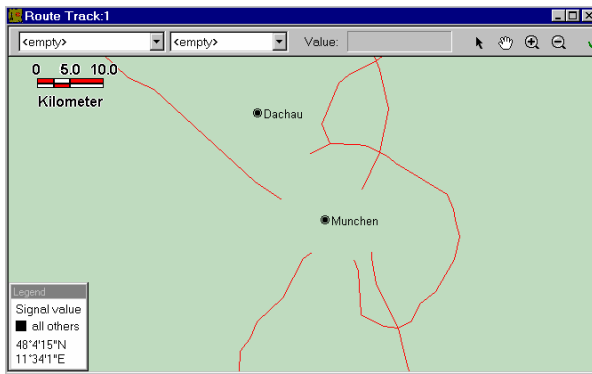 Route Track:1
<empty> <empty> Value:
0 5.0 10.0
Kilometer
Dachau
Munchen
Legend
Signal value
all others
48°4'15"N
11°34'1"E